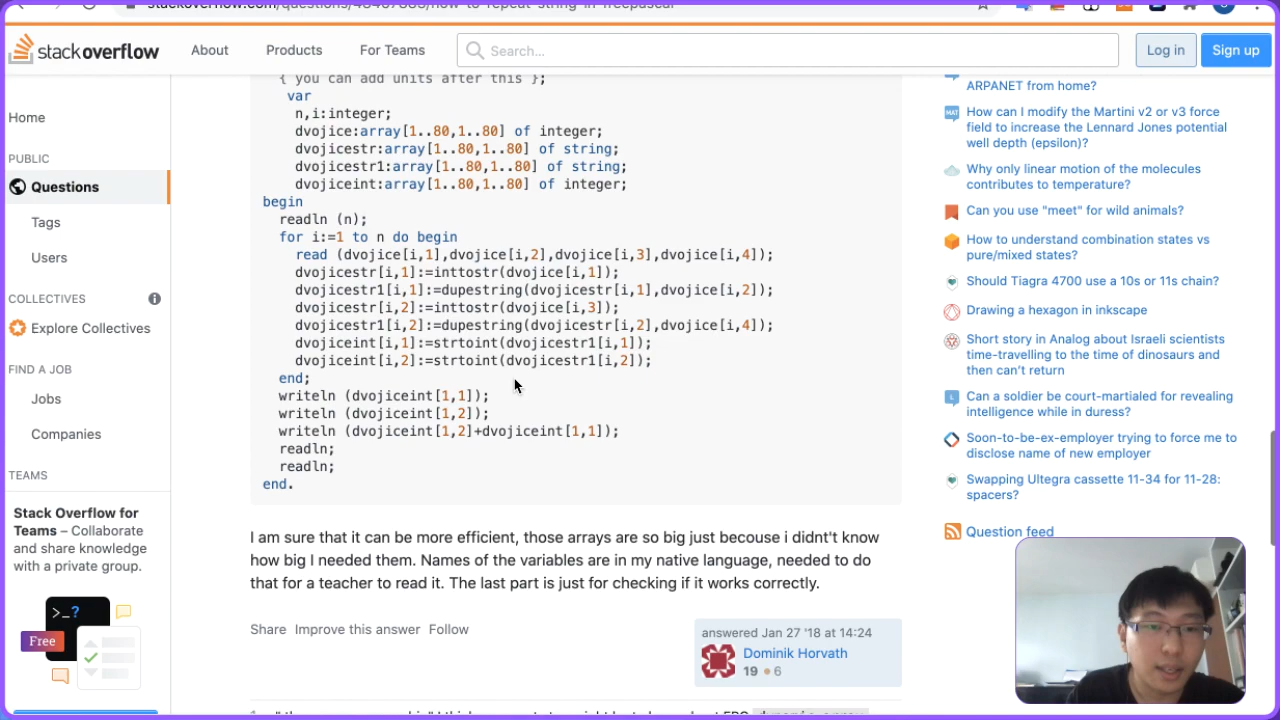 stackoverflow
About
Products
For Teams
Search...
Log in
Sign up
Home
PUBLIC
Questions
Tags
Users
COLLECTIVES
Explore Collectives
FIND A JOB
Jobs
Companies
TEAMS
Stack Overflow for
Teams – Collaborate
and share knowledge
with a private group.
>_?
Free
{ you can add units after this };
var
n,i:integer;
dvojice:array[1..80,1..80] of integer;
dvojicestr:array[1..80,1..80] of string;
dvojicestr1:array[1..80,1..80] of string;
dvojiceint:array[1..80,1..80] of integer;
begin
readln (n);
for i:=1 to n do begin
read (dvojice[i,1],dvojice[i,2],dvojice[i,3],dvojice[i,4]);
dvojicestr[i,1]:=inttostr(dvojice[i,1]);
dvojicestr1[i,1]:=dupestring(dvojicestr[i,1],dvojice[i,2]);
dvojicestr[i,2]:=inttostr(dvojice[i,3]);
dvojicestr1[i,2]:=dupestring(dvojicestr[i,2],dvojice[i,4]);
dvojiceint[i,1]:=strtoint(dvojicestr1[i,1]);
dvojiceint[i,2]:=strtoint(dvojicestr1[i,2]);
end;
writeln (dvojiceint[1,1]);
writeln (dvojiceint[1,2]);
writeln (dvojiceint[1,2]+dvojiceint[1,1]);
readln;
readln;
end.
I am sure that it can be more efficient, those arrays are so big just becouse i didn't know
how big I needed them. Names of the variables are in my native language, needed to do
that for a teacher to read it. The last part is just for checking if it works correctly.
Share Improve this answer Follow
answered Jan 27 '18 at 14:24
Dominik Horvath
19 6
ARPANET from home?
How can I modify the Martini v2 or v3 force
field to increase the Lennard Jones potential
well depth (epsilon)?
Why only linear motion of the molecules
contributes to temperature?
Can you use "meet" for wild animals?
How to understand combination states vs
pure/mixed states?
Should Tiagra 4700 use a 10s or 11s chain?
Drawing a hexagon in inkscape
Short story in Analog about Israeli scientists
time-travelling to the time of dinosaurs and
then can't return
Can a soldier be court-martialed for revealing
intelligence while in duress?
Soon-to-be-ex-employer trying to force me to
disclose name of new employer
Swapping Ultegra cassette 11-34 for 11-28:
spacers?
Question feed